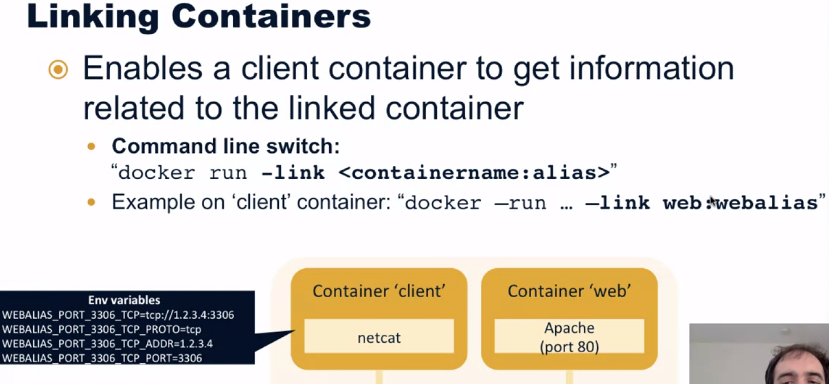 Linking Containers
Enables a client container to get information
related to the linked container
Command line switch:
“docker run –link <containername:alias>”
Example on ‘client’ container: “docker –run … –link web:webalias”
Env variables
WEBALIAS_PORT_3306_TCP=tcp://1.2.3.4:3306
WEBALIAS_PORT_3306_TCP_PROTO=tcp
WEBALIAS_PORT_3306_TCP_ADDR=1.2.3.4
WEBALIAS_PORT_3306_TCP_PORT=3306
Container ‘client’
netcat
Container ‘web’
Apache
(port 80)